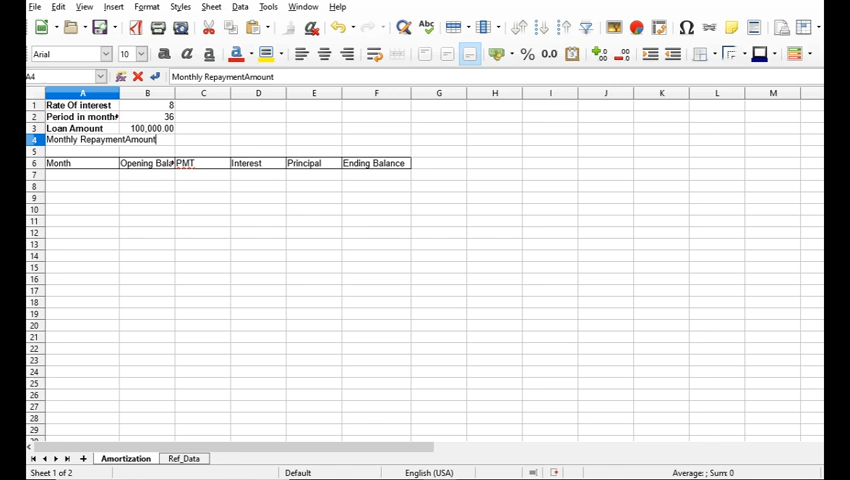 File Edit View Insert Format Styles Sheet Data Tools Window Help
Arial 10 % 0.0
A4 Monthly RepaymentAmount
A B C D E F G H I J K L M
1 Rate Of interest 8
2 Period in month
3 Loan Amount 100,000.00
36
4 Monthly RepaymentAmount
5
6 Month Opening Bala PMT Interest Principal Ending Balance
7
8
9
10
11
12
13
14
15
16
17
18
19
20
21
22
23
24
25
26
27
28
29
Amortization Ref_Data
Sheet 1 of 2 Default English (USA) Average: ; Sum: 0